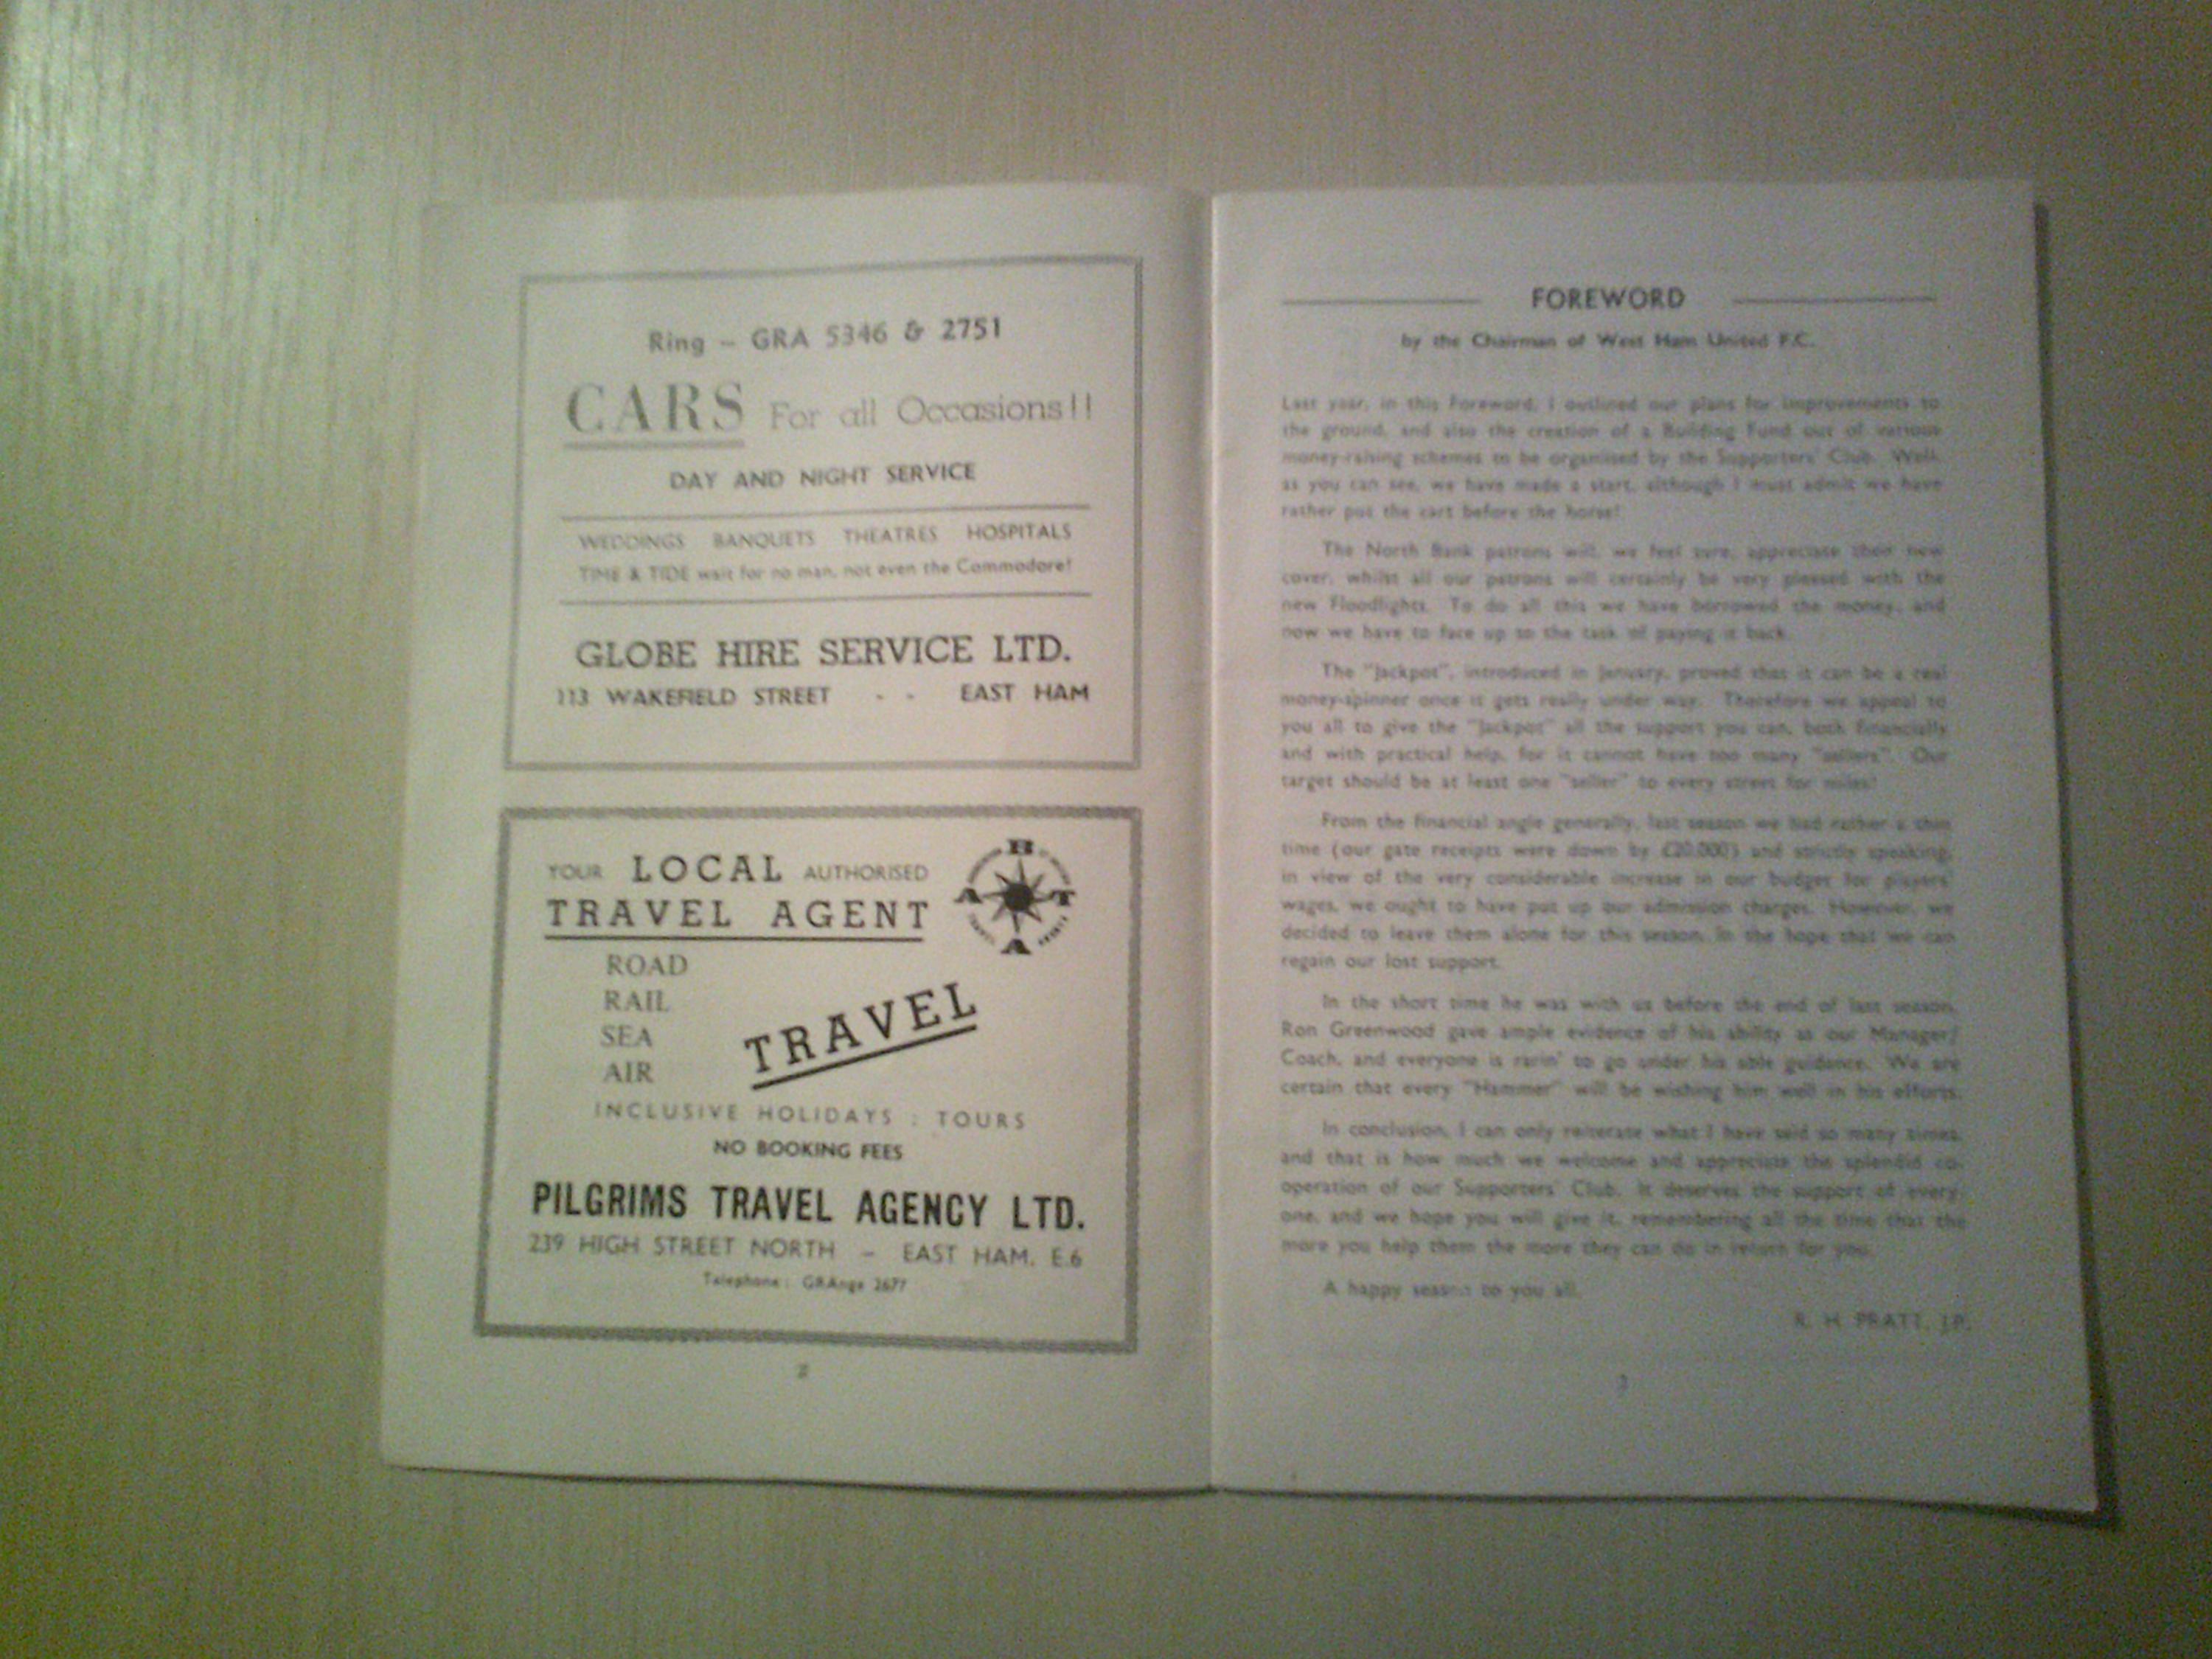 Ring - GRA 5346 & 2751
CARS For all Occasions!!
DAY AND NIGHT SERVICE
WEDDINGS BANQUETS THEATRES HOSPITALS
TIME & TIDE wait for no man, not even the Commodore!
GLOBE HIRE SERVICE LTD.
113 WAKEFIELD STREET - - EAST HAM
YOUR LOCAL AUTHORISED
TRAVEL AGENT
ROAD
RAIL
SEA
AIR
TRAVEL
INCLUSIVE HOLIDAYS : TOURS
NO BOOKING FEES
PILGRIMS TRAVEL AGENCY LTD.
239 HIGH STREET NORTH - EAST HAM, E.6
Telephone: GRAnge 2677
2
FOREWORD
by the Chairman of West Ham United F.C.
Last year, in this Foreword, I outlined our plans for improvements to
the ground, and also the creation of a Building Fund out of various
money-raising schemes to be organised by the Supporters' Club. Well,
as you can see, we have made a start, although I must admit we have
rather put the cart before the horse!
The North Bank patrons will, we feel sure, appreciate their new
cover, whilst all our patrons will certainly be very pleased with the
new Floodlights. To do all this we have borrowed the money, and
now we have to face up to the task of paying it back.
The "Jackpot", introduced in January, proved that it can be a real
money-spinner once it gets really under way. Therefore we appeal to
you all to give the "Jackpot" all the support you can, both financially
and with practical help, for it cannot have too many "sellers". Our
target should be at least one "seller" to every street for miles!
From the financial angle generally, last season we had rather a thin
time (our gate receipts were down by £20,000) and strictly speaking,
in view of the very considerable increase in our budget for players'
wages, we ought to have put up our admission charges. However, we
decided to leave them alone for this season in the hope that we can
regain our lost support.
In the short time he was with us before the end of last season,
Ron Greenwood gave ample evidence of his ability as our Manager/
Coach, and everyone is rarin' to go under his able guidance. We are
certain that every "Hammer" will be wishing him well in his efforts.
In conclusion, I can only reiterate what I have said so many times
and that is how much we welcome and appreciate the splendid co-
operation of our Supporters' Club. It deserves the support of every-
one, and we hope you will give it, remembering all the time that the
more you help them the more they can do in return for you.
A happy season to you all.
R. H. PRATT, J.P.
3